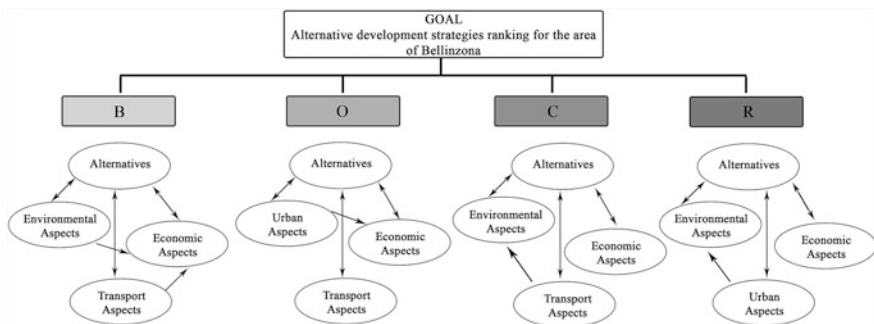 GOAL
Alternative development strategies ranking for the area
of Bellinzona
B
O
C
R
Alternatives
Environmental
Aspects
Economic
Aspects
Transport
Aspects
Alternatives
Urban
Aspects
Economic
Aspects
Transport
Aspects
Alternatives
Environmental
Aspects
Economic
Aspects
Transport
Aspects
Alternatives
Environmental
Aspects
Economic
Aspects
Urban
Aspects